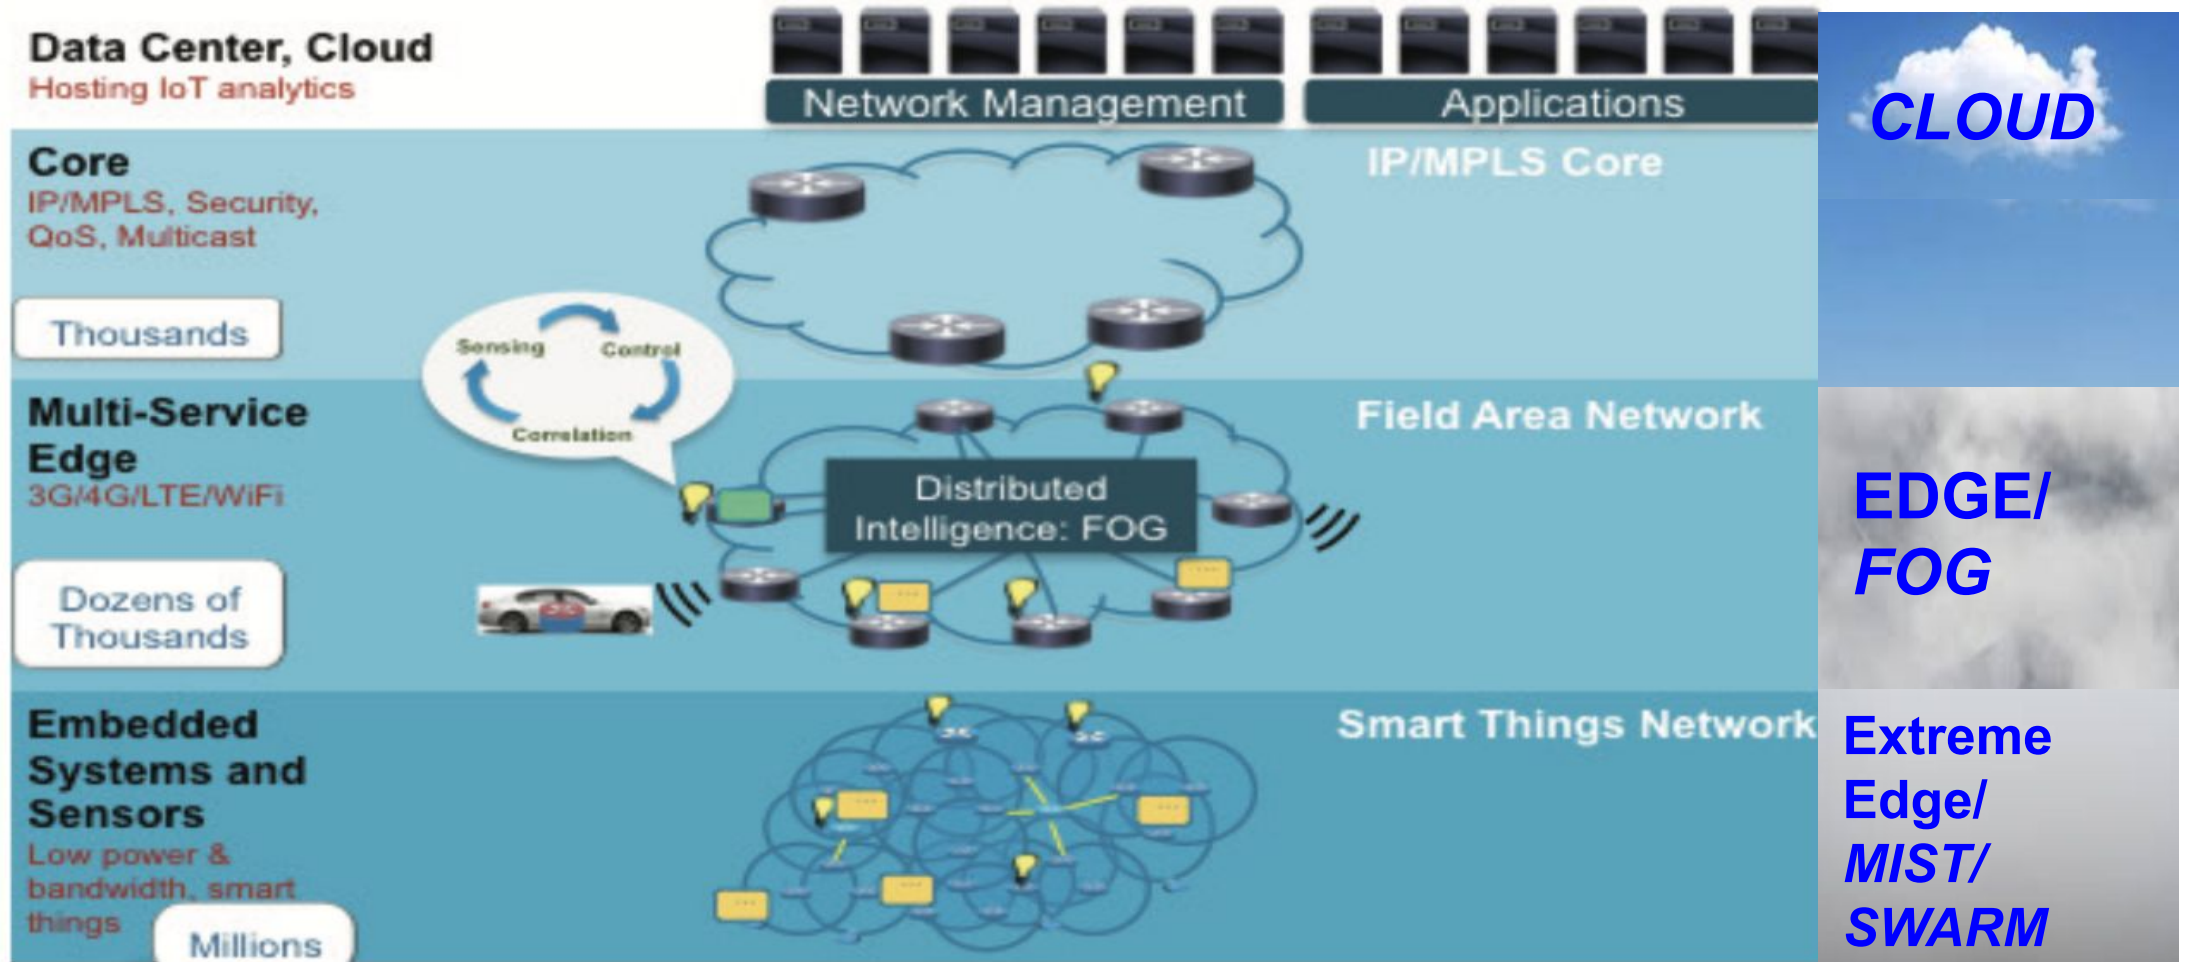 Data Center, Cloud
Hosting IoT analytics
Network Management
Applications
CLOUD
Core
IP/MPLS, Security,
QoS, Multicast
IP/MPLS Core
Thousands
Sensing
Control
Correlation
Multi-Service
Edge
3G/4G/LTE/WiFi
Field Area Network
Distributed
Intelligence: FOG
EDGE/
FOG
Dozens of
Thousands
Embedded
Systems and
Sensors
Low power &
bandwidth, smart
things
Millions
Smart Things Network
Extreme
Edge/
MIST/
SWARM